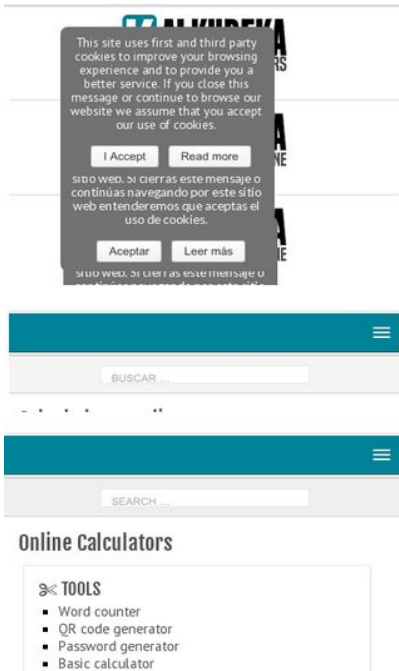 This site uses first and third party
cookies to improve your browsing
experience and to provide you a
better service. If you close this
message or continue to browse our
website we assume that you accept
our use of cookies.
I Accept Read more
sitio web. Si cierras este mensaje o
continúas navegando por este sitio
web entenderemos que aceptas el
uso de cookies.
Aceptar Leer más
sitio web. Si cierras este mensaje o
BUSCAR ...
SEARCH ...
Online Calculators
TOOLS
Word counter
QR code generator
Password generator
Basic calculator